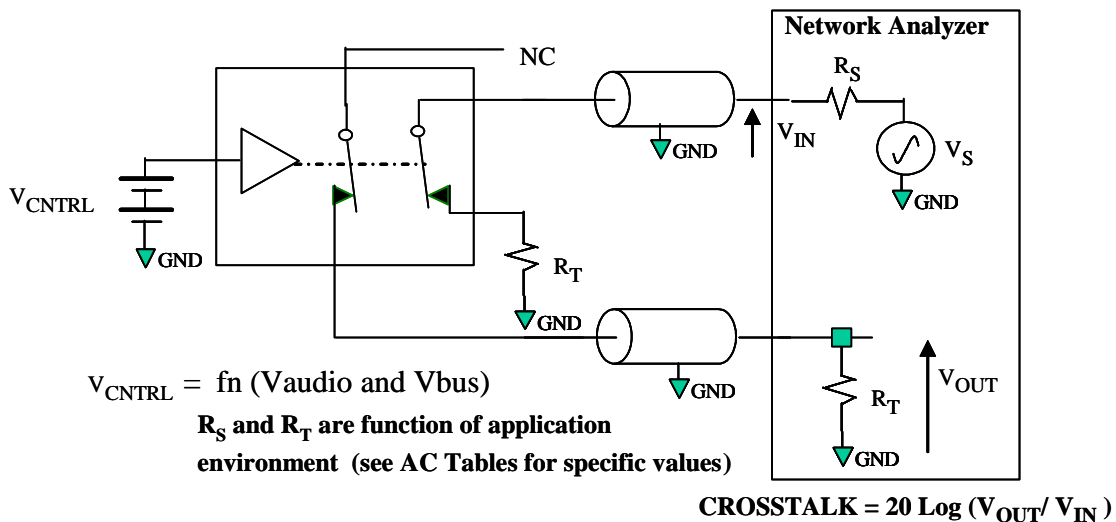 Network Analyzer
NC
R_S
GND
V_IN
V_S
GND
V_CNTRL
GND
R_T
GND
GND
V_OUT
R_T
GND
V_CNTRL = fn (Vaudio and Vbus)
R_S and R_T are function of application
environment (see AC Tables for specific values)
CROSSTALK = 20 Log (V_OUT/ V_IN )